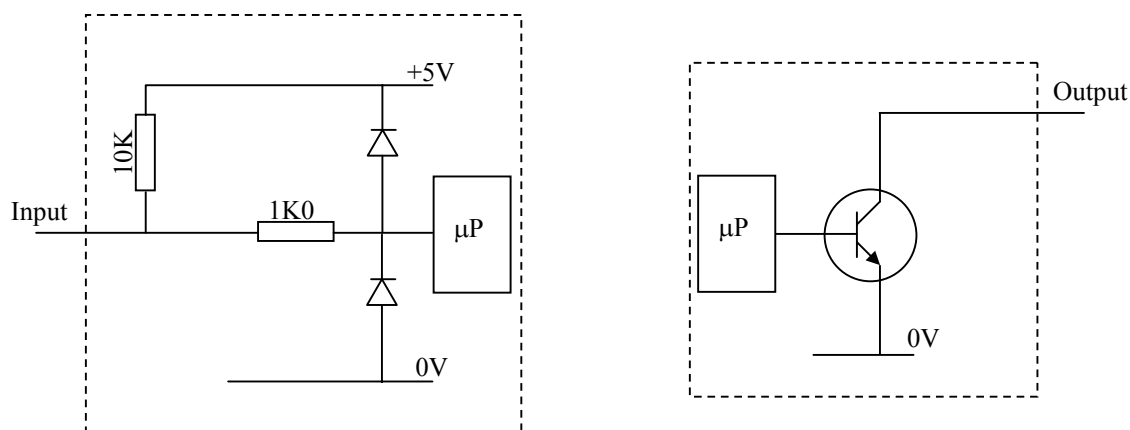 +5V
10K
Input
1K0
μP
0V
Output
μP
0V